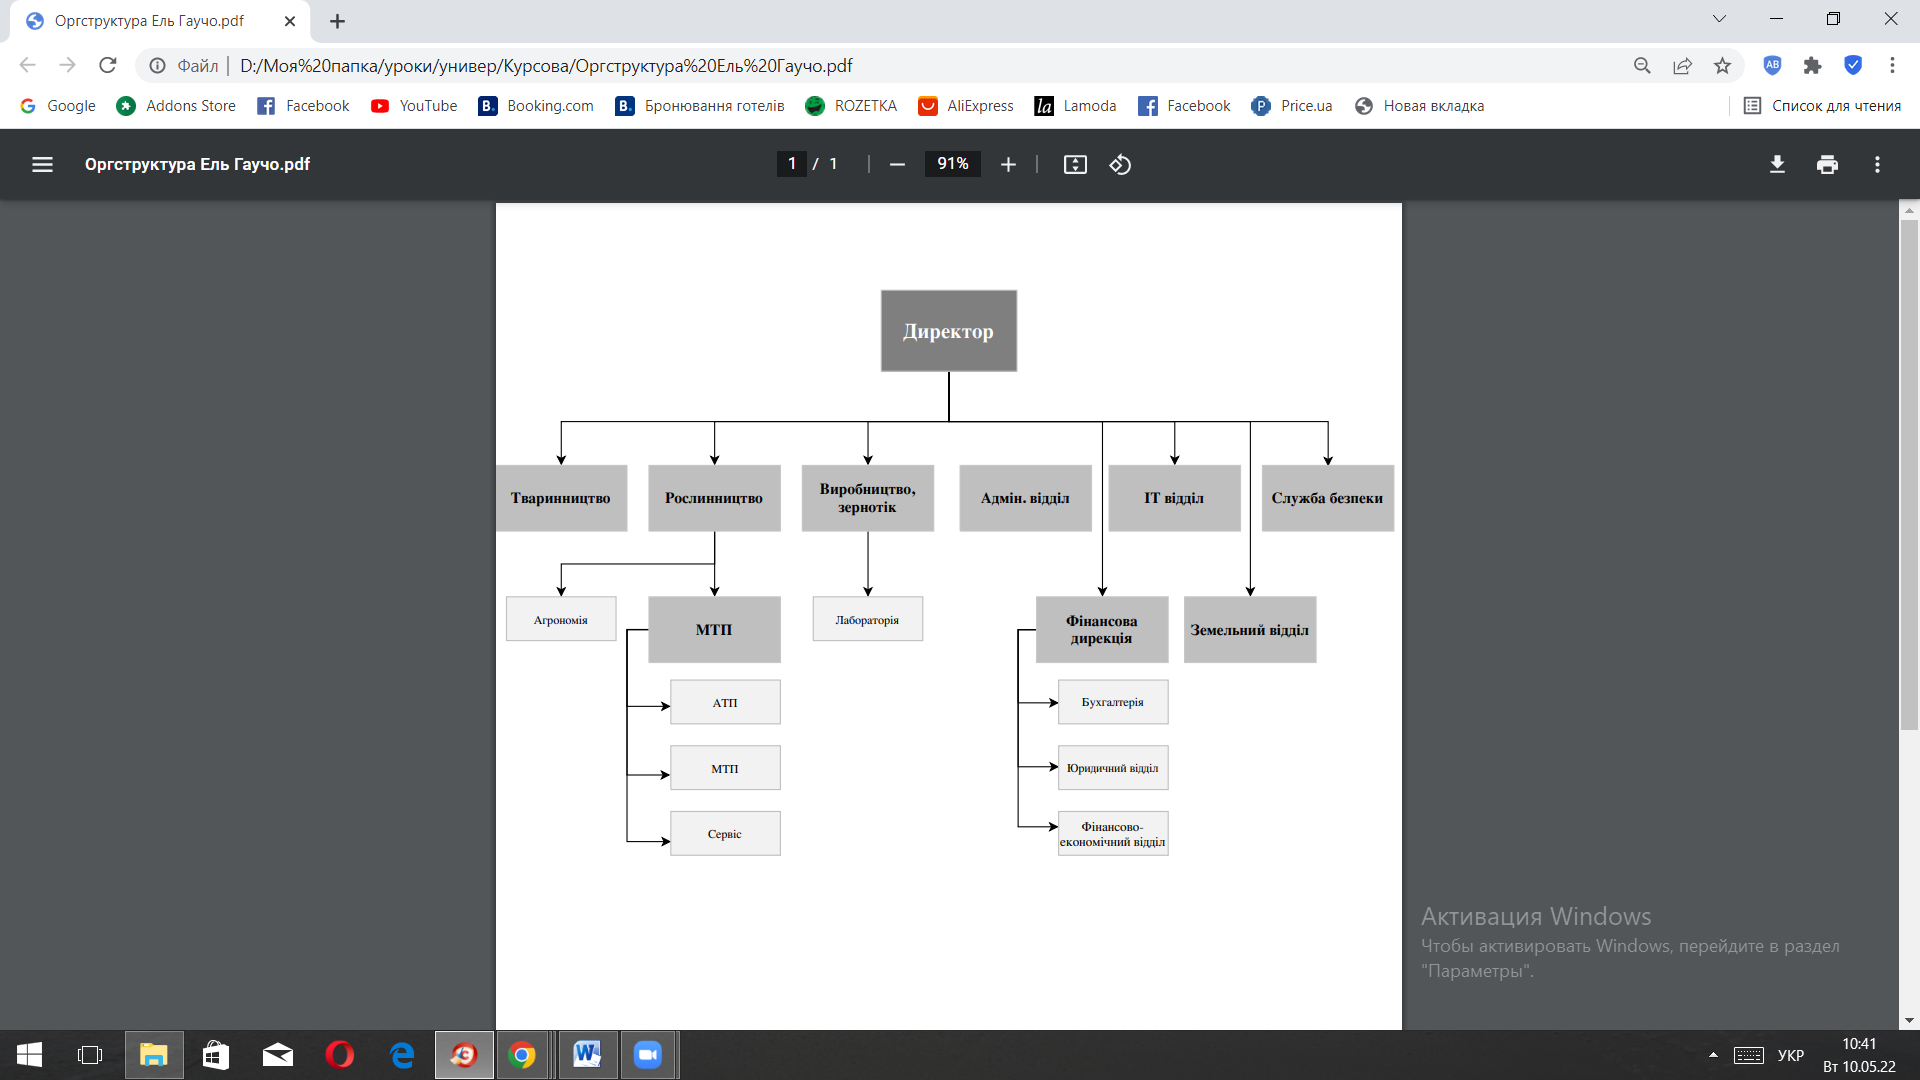 Оргструктура Ель Гаучо.pdf
Файл | D:/Моя%20папка/уроки/универ/Курсова/Оргструктура%20Ель%20Гаучо.pdf
AB
Google Addons Store Facebook YouTube Booking.com Бронювання готелів ROZETKA AliExpress la Lamoda Facebook Price.ua Новая вкладка Список для чтения
Оргструктура Ель Гаучо.pdf 1 / 1 91%
Директор
Тваринництво Рослинництво Виробництво, зернотік Адмін. відділ ІТ відділ Служба безпеки
Агрономія МТП Лабораторія Фінансова дирекція Земельний відділ
АТП Бухгалтерія
МТП Юридичний відділ
Сервіс Фінансово-
економічний відділ
Активация Windows
Чтобы активировать Windows, перейдите в раздел
"Параметры".
УКР
10:41
Вт 10.05.22